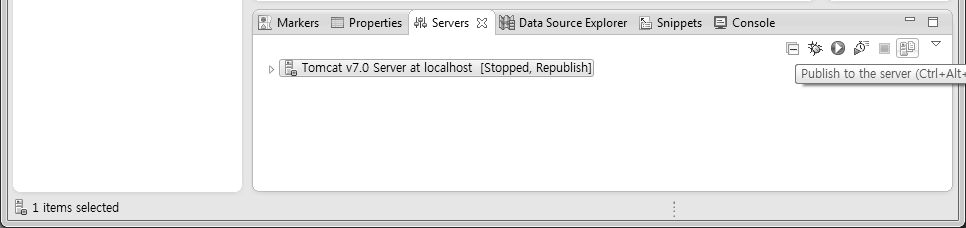 Markers Properties Servers Data Source Explorer Snippets Console
Tomcat v7.0 Server at localhost [Stopped, Republish]
Publish to the server (Ctrl+Alt+
1 items selected